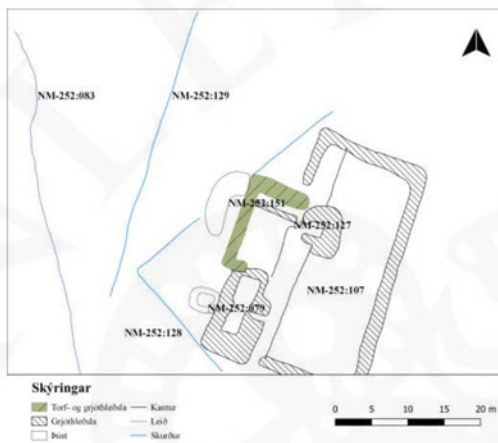 NM-252:083
NM-252:129
NM-252:151
NM-252:127
NM-252:107
NM-252:079
NM-252:128
Skýringar
Torf- og grjóthleðsla
Kantur
Grjóthleðsla
Leið
Þúst
Skurður
0 5 10 15 20 m